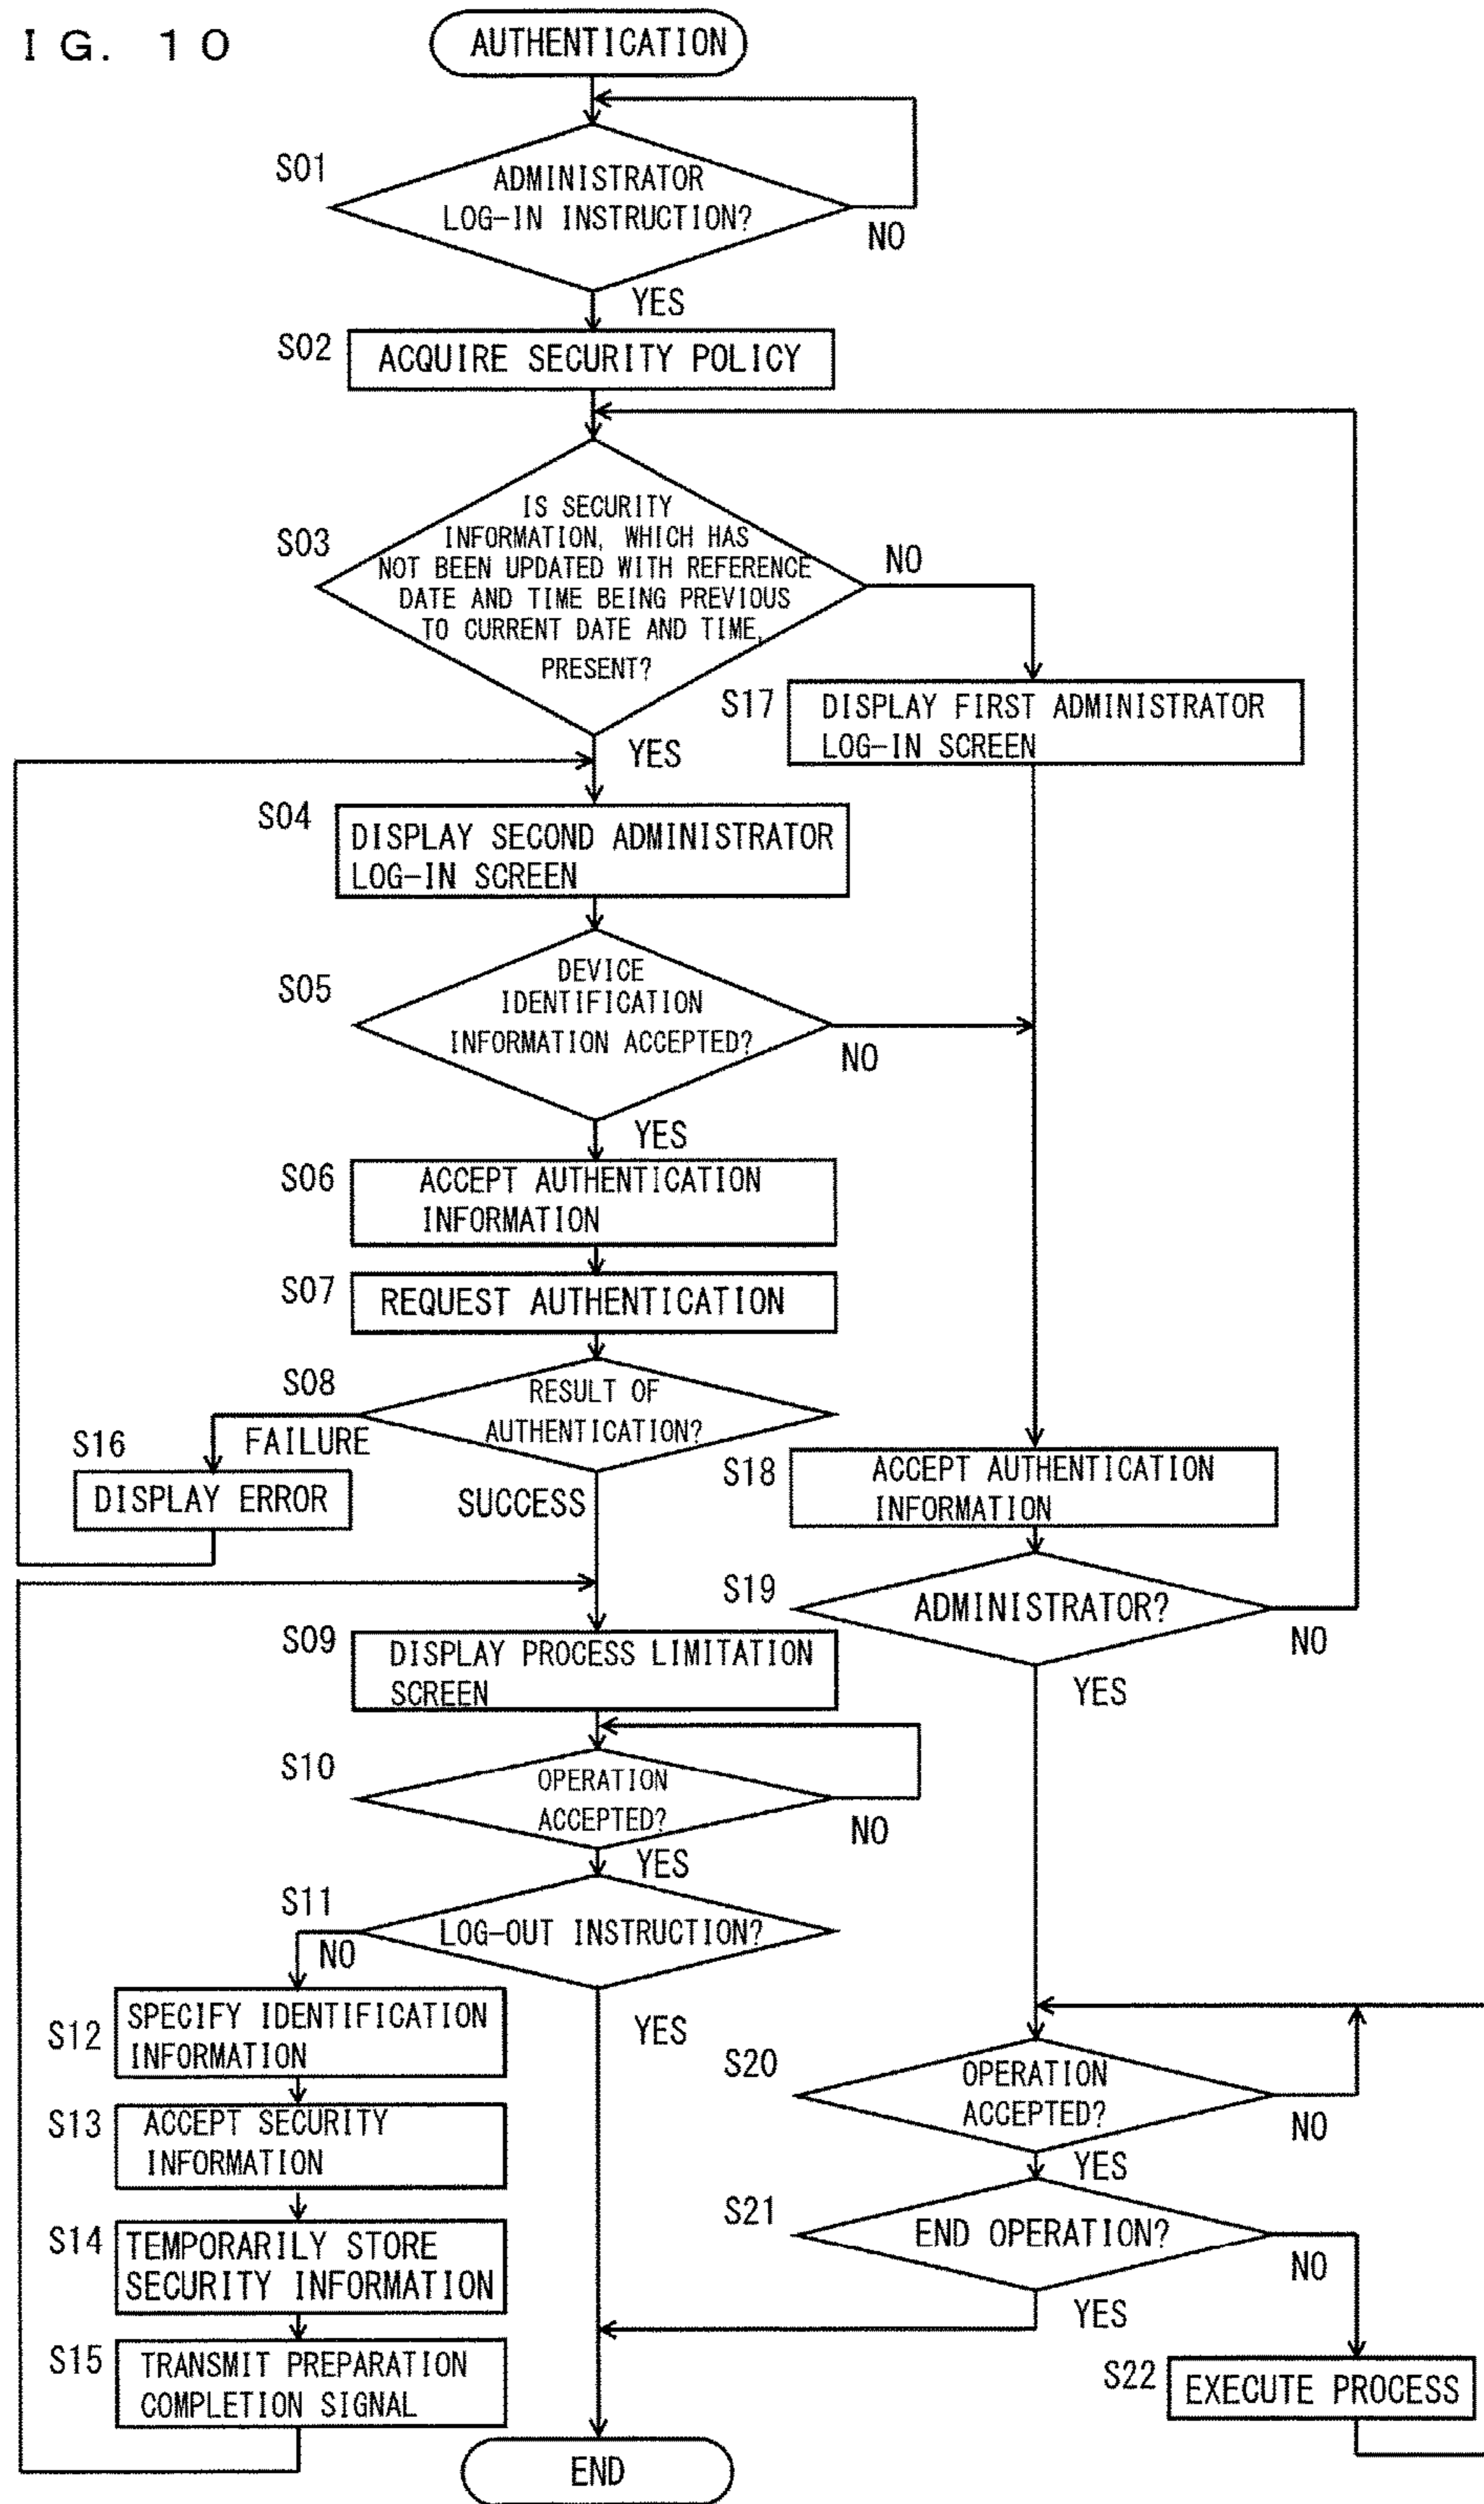 I G. 1 0
AUTHENTICATION
S01
ADMINISTRATOR
LOG-IN INSTRUCTION?
NO
YES
S02
ACQUIRE SECURITY POLICY
S03
IS SECURITY
INFORMATION, WHICH HAS
NOT BEEN UPDATED WITH REFERENCE
DATE AND TIME BEING PREVIOUS
TO CURRENT DATE AND TIME,
PRESENT?
NO
YES
S17
DISPLAY FIRST ADMINISTRATOR
LOG-IN SCREEN
S04
DISPLAY SECOND ADMINISTRATOR
LOG-IN SCREEN
S05
DEVICE
IDENTIFICATION
INFORMATION ACCEPTED?
NO
YES
S06
ACCEPT AUTHENTICATION
INFORMATION
S07
REQUEST AUTHENTICATION
S08
RESULT OF
AUTHENTICATION?
FAILURE
S16
DISPLAY ERROR
SUCCESS
S18
ACCEPT AUTHENTICATION
INFORMATION
S19
ADMINISTRATOR?
NO
YES
S09
DISPLAY PROCESS LIMITATION
SCREEN
S10
OPERATION
ACCEPTED?
NO
YES
S11
LOG-OUT INSTRUCTION?
NO
YES
S12
SPECIFY IDENTIFICATION
INFORMATION
S13
ACCEPT SECURITY
INFORMATION
S14
TEMPORARILY STORE
SECURITY INFORMATION
S15
TRANSMIT PREPARATION
COMPLETION SIGNAL
S20
OPERATION
ACCEPTED?
NO
YES
S21
END OPERATION?
NO
YES
S22
EXECUTE PROCESS
END